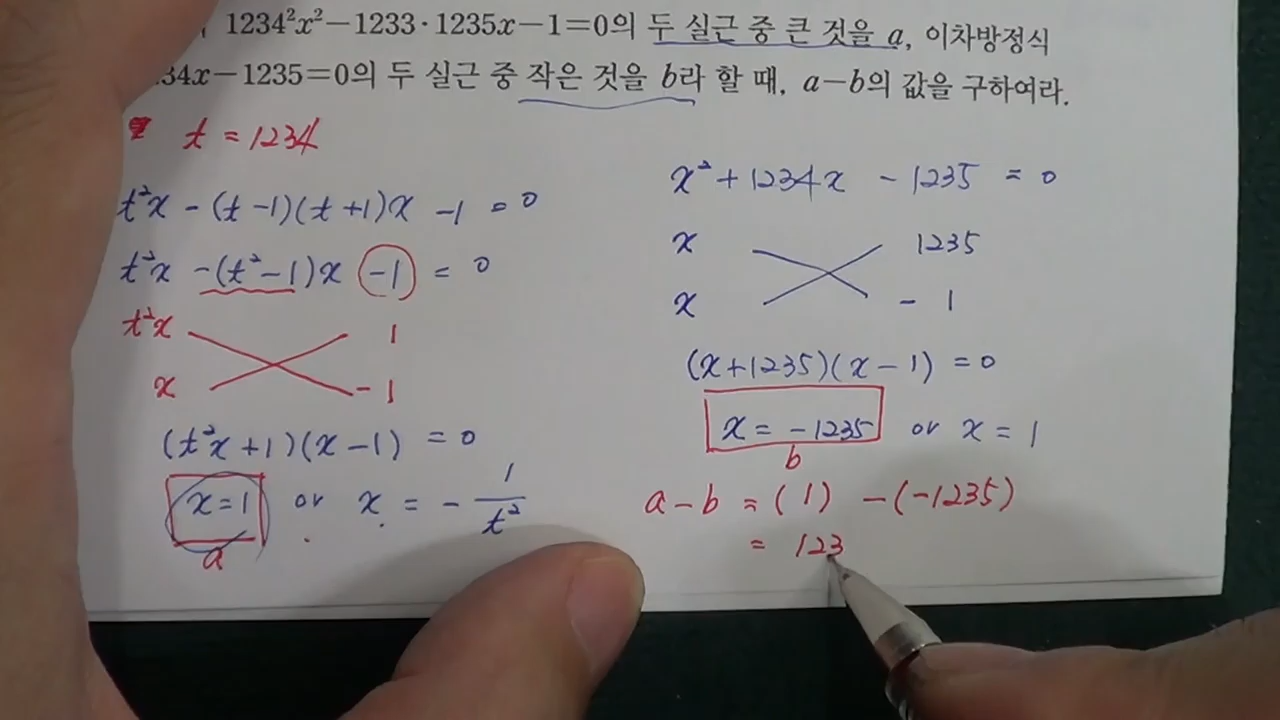 1234²x²−1233·1235x−1=0의 두 실근 중 큰 것을 a, 이차방정식
34x−1235=0의 두 실근 중 작은 것을 b라 할 때, a−b의 값을 구하여라.
t = 1234
t²x - (t-1)(t+1)x -1 = 0
t²x -(t²-1)x -1 = 0
t²x 1
x -1
(t²x+1)(x-1) = 0
x=1 or x = - 1/t²
a
x²+1234x - 1235 = 0
x 1235
x - 1
(x+1235)(x-1) = 0
x = -1235 or x = 1
b
a-b = (1) -(-1235)
= 123